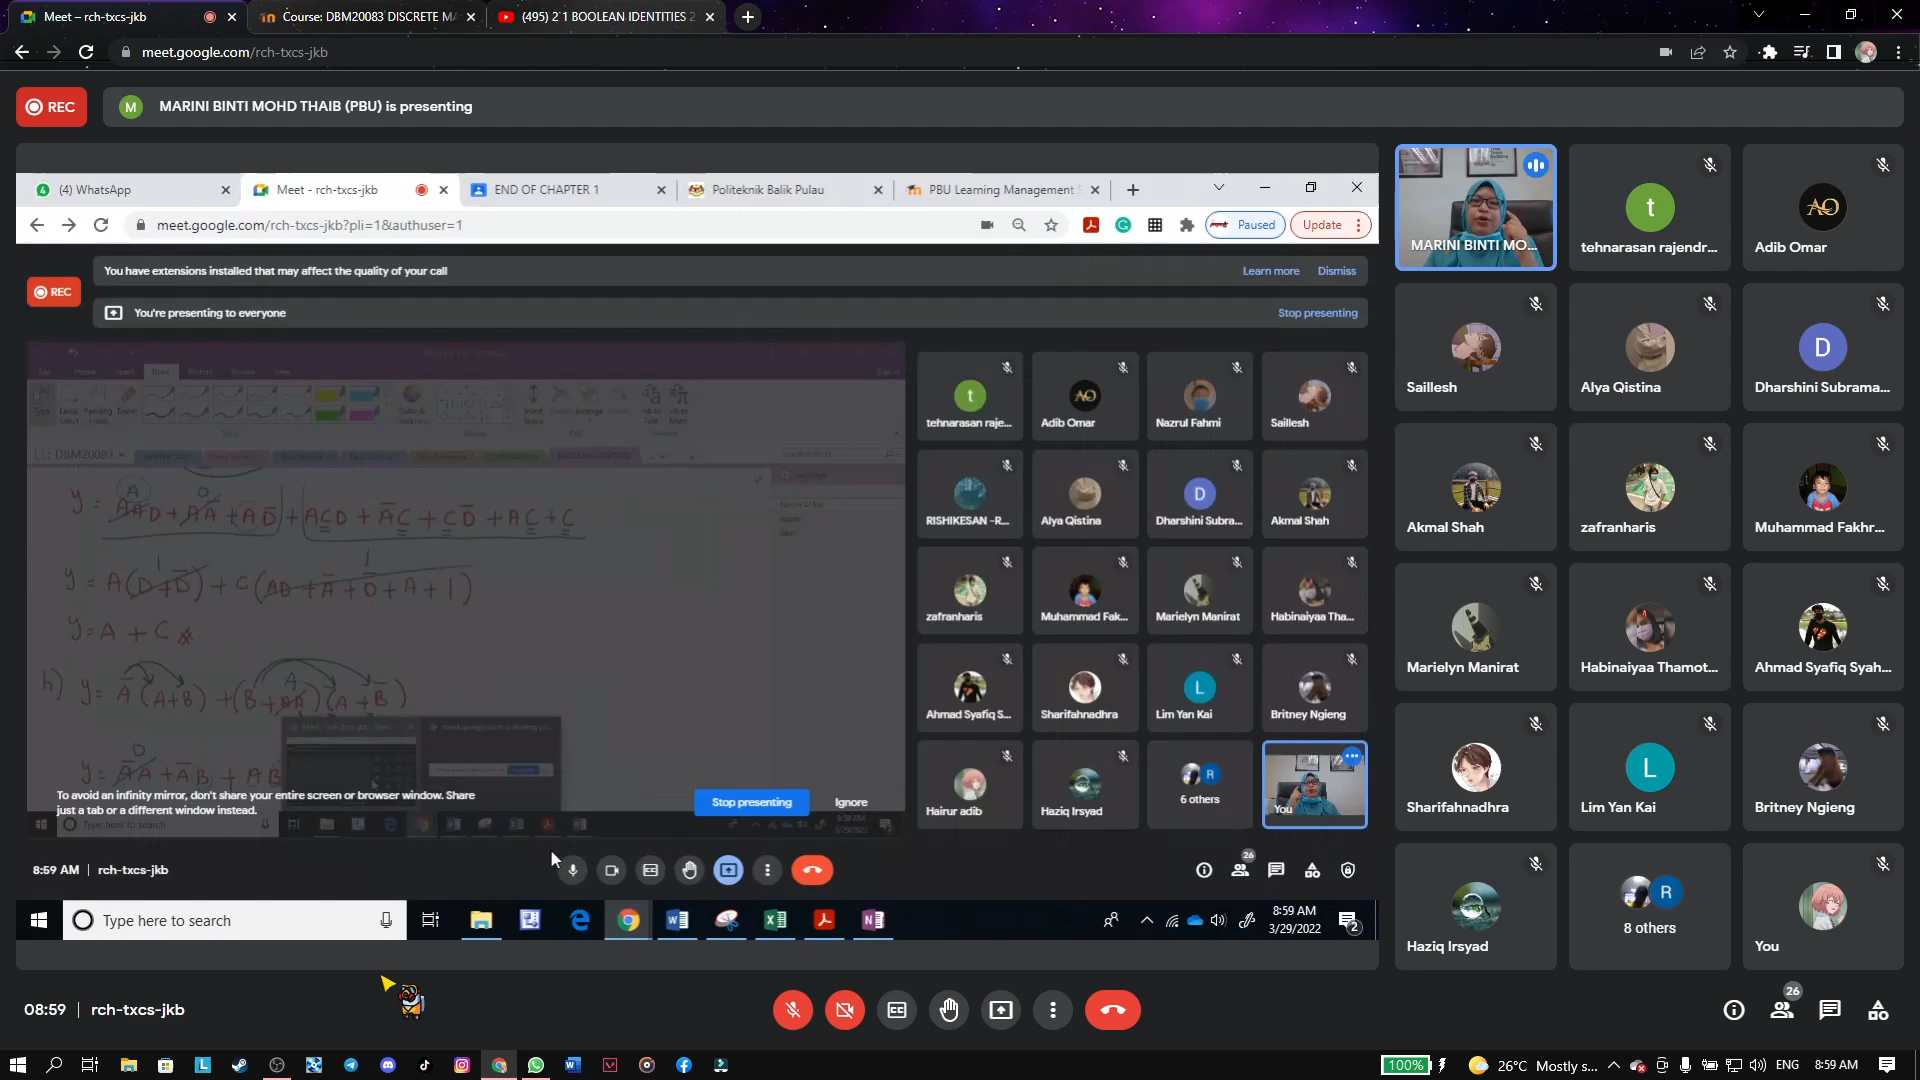 Meet – rch-txcs-jkb
Course: DBM20083 DISCRETE MA
(495) 2 1 BOOLEAN IDENTITIES 2
meet.google.com/rch-txcs-jkb
REC
M
MARINI BINTI MOHD THAIB (PBU) is presenting
(4) WhatsApp
Meet - rch-txcs-jkb
END OF CHAPTER 1
Politeknik Balik Pulau
PBU Learning Management S
meet.google.com/rch-txcs-jkb?pli=1&authuser=1
Paused
Update
You have extensions installed that may affect the quality of your call
Learn more
Dismiss
REC
You're presenting to everyone
Stop presenting
DBM20083
y = A(D+D̅) + C(AD + A̅ + D̅ + A + 1)
y = A + C
h) y = A̅ (A+B) + (B + AA) (A + B̅)
To avoid an infinity mirror, don't share your entire screen or browser window. Share
just a tab or a different window instead.
Stop presenting
Ignore
t
tehnarasan raje...
Adib Omar
Nazrul Fahmi
Saillesh
RISHIKESAN -R...
Alya Qistina
D
Dharshini Subra...
Akmal Shah
zafranharis
Muhammad Fak...
Marielyn Manirat
Habinaiyaa Tha...
Ahmad Syafiq S...
Sharifahnadhra
L
Lim Yan Kai
Britney Ngieng
Hairur adib
Haziq Irsyad
R
6 others
You
8:59 AM | rch-txcs-jkb
26
Type here to search
8:59 AM
3/29/2022
2
MARINI BINTI MO...
t
tehnarasan rajendr...
AO
Adib Omar
Saillesh
Alya Qistina
D
Dharshini Subrama...
Akmal Shah
zafranharis
Muhammad Fakhr...
Marielyn Manirat
Habinaiyaa Thamot...
Ahmad Syafiq Syah...
Sharifahnadhra
L
Lim Yan Kai
Britney Ngieng
Haziq Irsyad
R
8 others
You
08:59 | rch-txcs-jkb
26
100%
26°C Mostly s...
ENG
8:59 AM